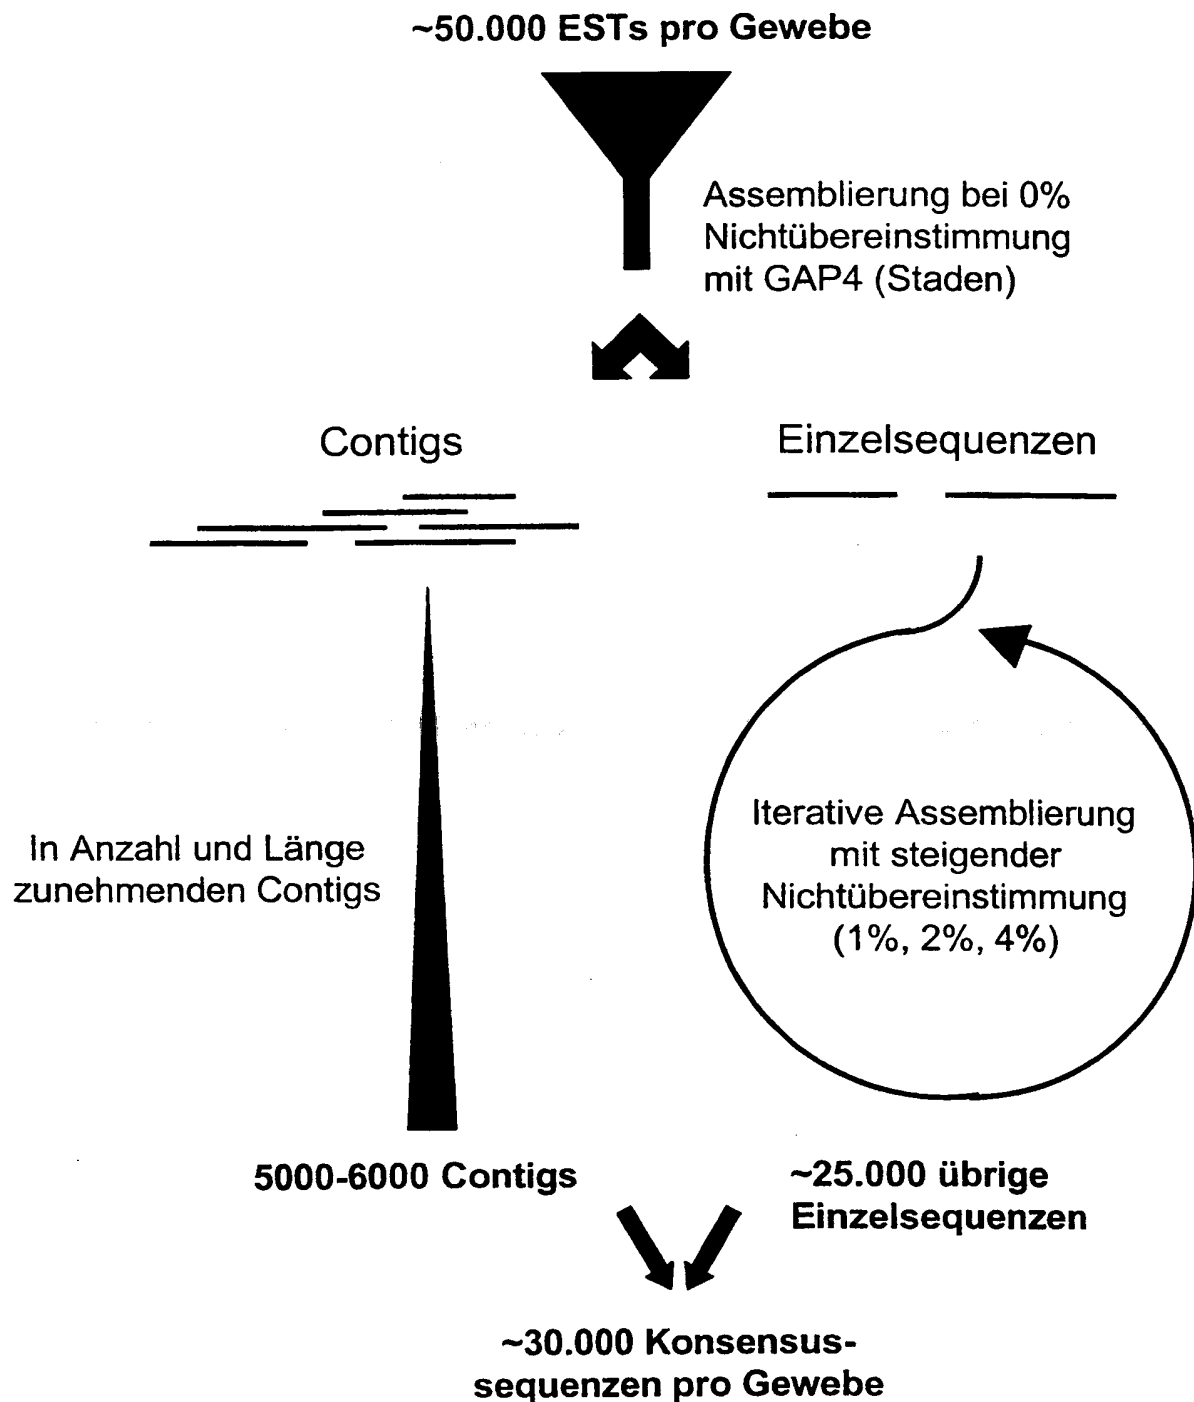 ~50.000 ESTs pro Gewebe
Assemblierung bei 0%
Nichtübereinstimmung
mit GAP4 (Staden)
Contigs
Einzelsequenzen
In Anzahl und Länge
zunehmenden Contigs
Iterative Assemblierung
mit steigender
Nichtübereinstimmung
(1%, 2%, 4%)
5000-6000 Contigs
~25.000 übrige
Einzelsequenzen
~30.000 Konsensus-
sequenzen pro Gewebe